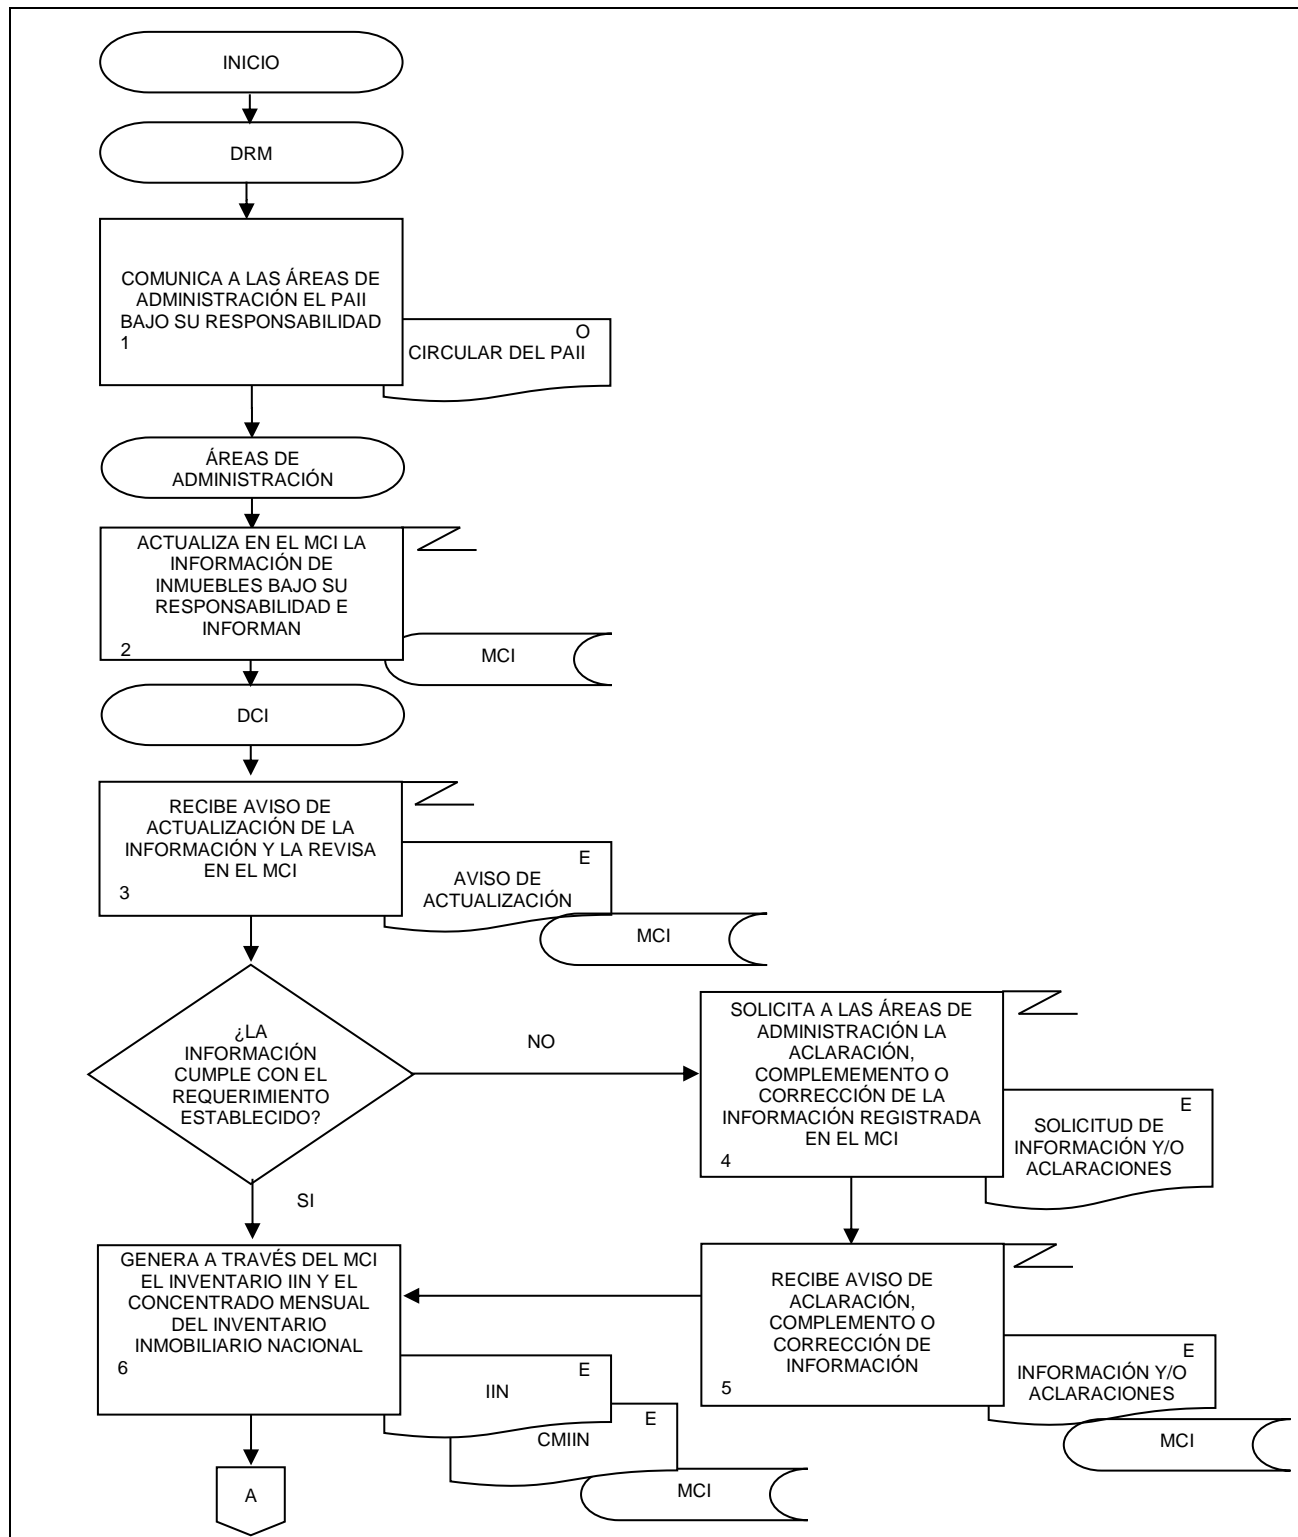 INICIO
DRM
COMUNICA A LAS ÁREAS DE
ADMINISTRACIÓN EL PAII
BAJO SU RESPONSABILIDAD
1
O
CIRCULAR DEL PAII
ÁREAS DE
ADMINISTRACIÓN
ACTUALIZA EN EL MCI LA
INFORMACIÓN DE
INMUEBLES BAJO SU
RESPONSABILIDAD E
INFORMAN
2
MCI
DCI
RECIBE AVISO DE
ACTUALIZACIÓN DE LA
INFORMACIÓN Y LA REVISA
EN EL MCI
3
E
AVISO DE
ACTUALIZACIÓN
MCI
¿LA
INFORMACIÓN
CUMPLE CON EL
REQUERIMIENTO
ESTABLECIDO?
NO
SOLICITA A LAS ÁREAS DE
ADMINISTRACIÓN LA
ACLARACIÓN,
COMPLEMEMENTO O
CORRECCIÓN DE LA
INFORMACIÓN REGISTRADA
EN EL MCI
4
E
SOLICITUD DE
INFORMACIÓN Y/O
ACLARACIONES
SI
RECIBE AVISO DE
ACLARACIÓN,
COMPLEMENTO O
CORRECCIÓN DE
INFORMACIÓN
5
E
INFORMACIÓN Y/O
ACLARACIONES
MCI
GENERA A TRAVÉS DEL MCI
EL INVENTARIO IIN Y EL
CONCENTRADO MENSUAL
DEL INVENTARIO
INMOBILIARIO NACIONAL
6
E
IIN
E
CMIIN
MCI
A